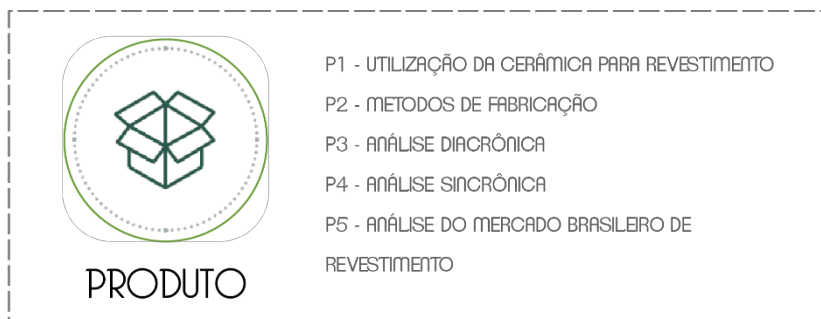 P1 - UTILIZAÇÃO DA CERÂMICA PARA REVESTIMENTO
P2 - METODOS DE FABRICAÇÃO
P3 - ANÁLISE DIACRÔNICA
P4 - ANÁLISE SINCRÔNICA
P5 - ANÁLISE DO MERCADO BRASILEIRO DE
REVESTIMENTO
PRODUTO